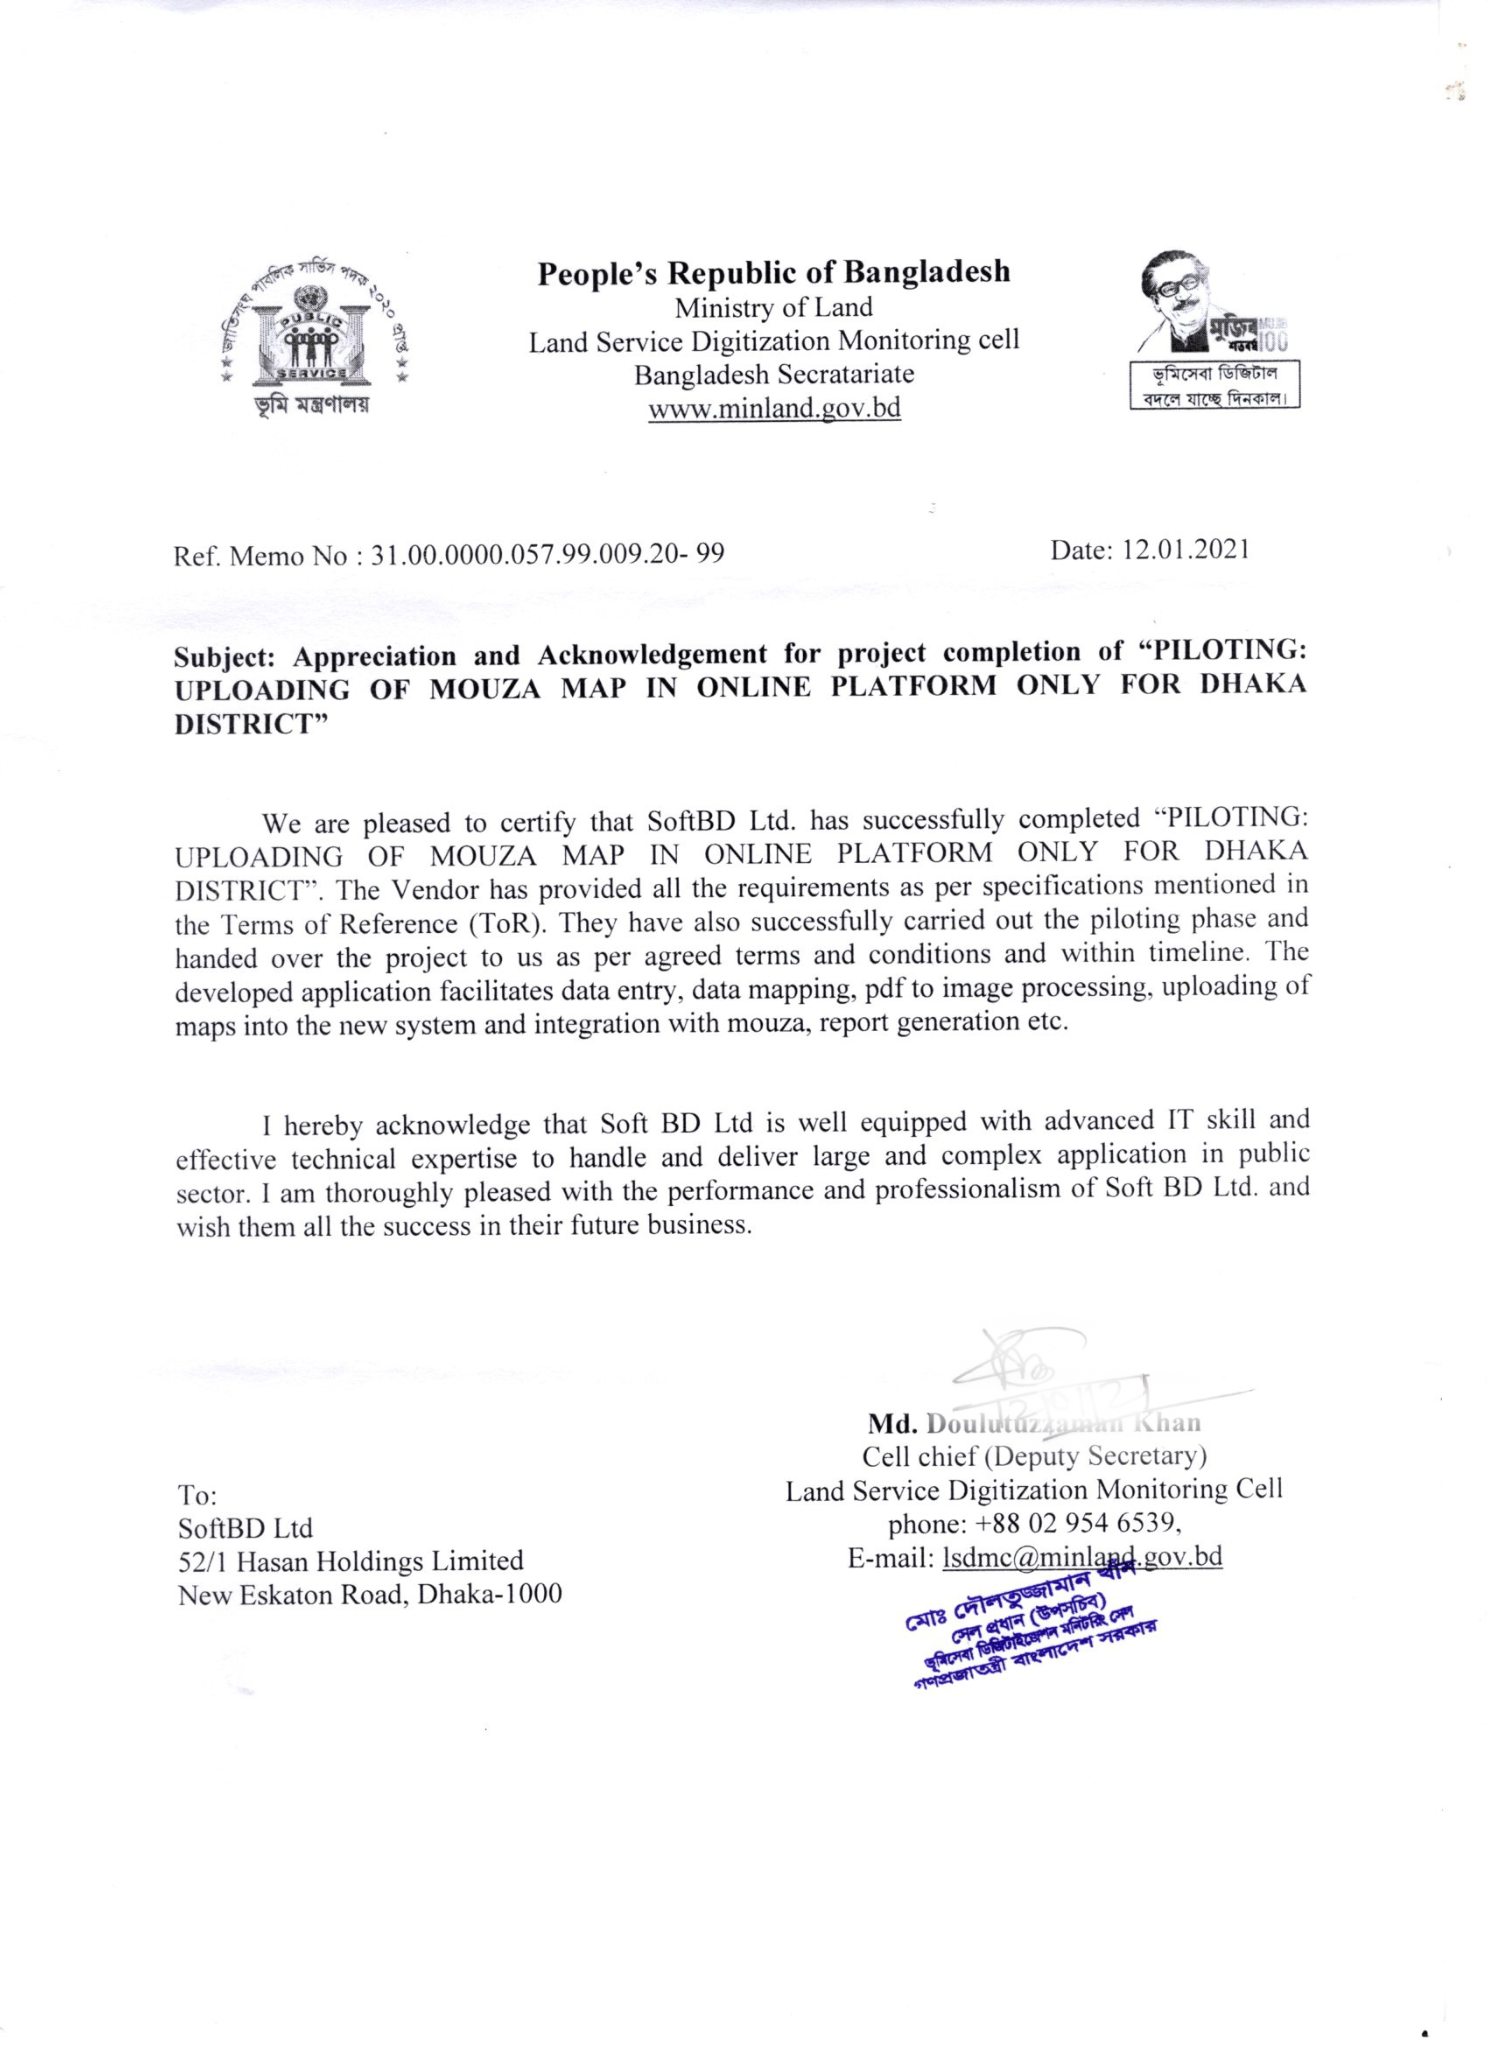 জাতিসংঘ পাবলিক সার্ভিস পদক ২০২০ প্রাপ্ত
PUBLIC
SERVICE
ভূমি মন্ত্রণালয়
People's Republic of Bangladesh
Ministry of Land
Land Service Digitization Monitoring cell
Bangladesh Secratariate
www.minland.gov.bd
মুজিব
শতবর্ষ 100
ভূমিসেবা ডিজিটাল
বদলে যাচ্ছে দিনকাল।
Ref. Memo No : 31.00.0000.057.99.009.20- 99
Date: 12.01.2021
Subject: Appreciation and Acknowledgement for project completion of “PILOTING:
UPLOADING OF MOUZA MAP IN ONLINE PLATFORM ONLY FOR DHAKA
DISTRICT”
We are pleased to certify that SoftBD Ltd. has successfully completed “PILOTING:
UPLOADING OF MOUZA MAP IN ONLINE PLATFORM ONLY FOR DHAKA
DISTRICT”. The Vendor has provided all the requirements as per specifications mentioned in
the Terms of Reference (ToR). They have also successfully carried out the piloting phase and
handed over the project to us as per agreed terms and conditions and within timeline. The
developed application facilitates data entry, data mapping, pdf to image processing, uploading of
maps into the new system and integration with mouza, report generation etc.
I hereby acknowledge that Soft BD Ltd is well equipped with advanced IT skill and
effective technical expertise to handle and deliver large and complex application in public
sector. I am thoroughly pleased with the performance and professionalism of Soft BD Ltd. and
wish them all the success in their future business.
Md. Doulutuzzaman Khan
Cell chief (Deputy Secretary)
Land Service Digitization Monitoring Cell
phone: +88 02 954 6539,
E-mail: lsdmc@minland.gov.bd
To:
SoftBD Ltd
52/1 Hasan Holdings Limited
New Eskaton Road, Dhaka-1000
মোঃ দৌলতুজ্জামান খাঁন
সেল প্রধান (উপসচিব)
ভূমিসেবা ডিজিটাইজেশন মনিটরিং সেল
গণপ্রজাতন্ত্রী বাংলাদেশ সরকার